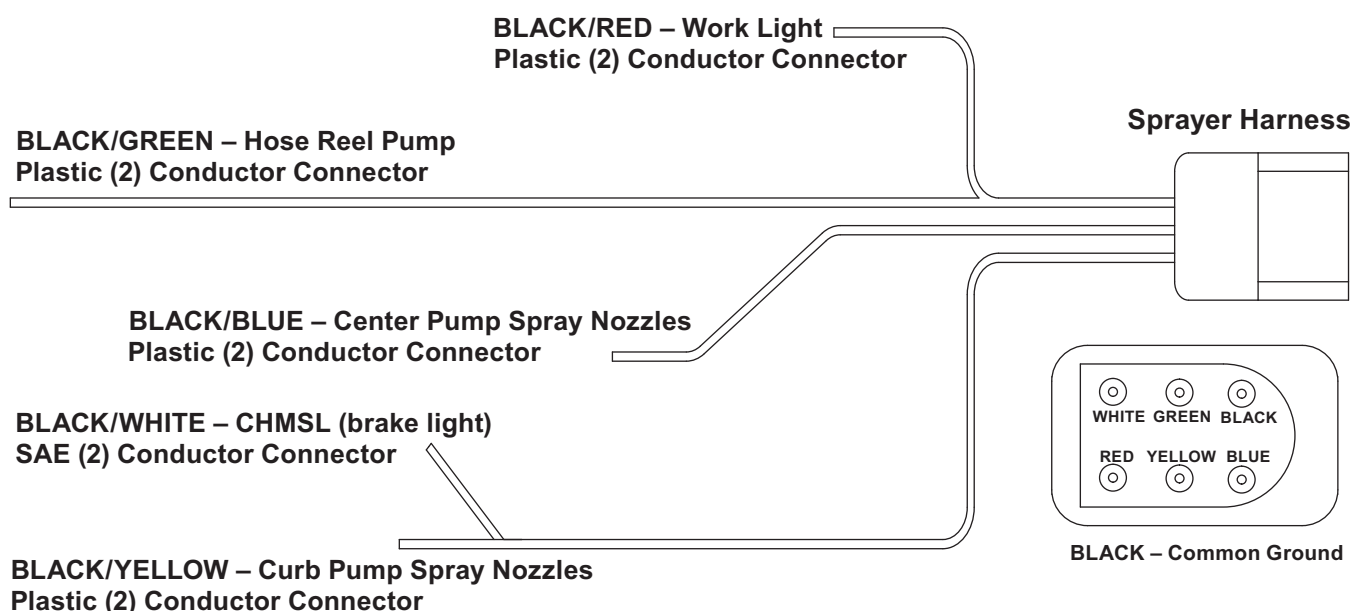 BLACK/RED – Work Light
Plastic (2) Conductor Connector
Sprayer Harness
BLACK/GREEN – Hose Reel Pump
Plastic (2) Conductor Connector
BLACK/BLUE – Center Pump Spray Nozzles
Plastic (2) Conductor Connector
BLACK/WHITE – CHMSL (brake light)
SAE (2) Conductor Connector
BLACK/YELLOW – Curb Pump Spray Nozzles
Plastic (2) Conductor Connector
WHITE GREEN BLACK
RED YELLOW BLUE
BLACK – Common Ground